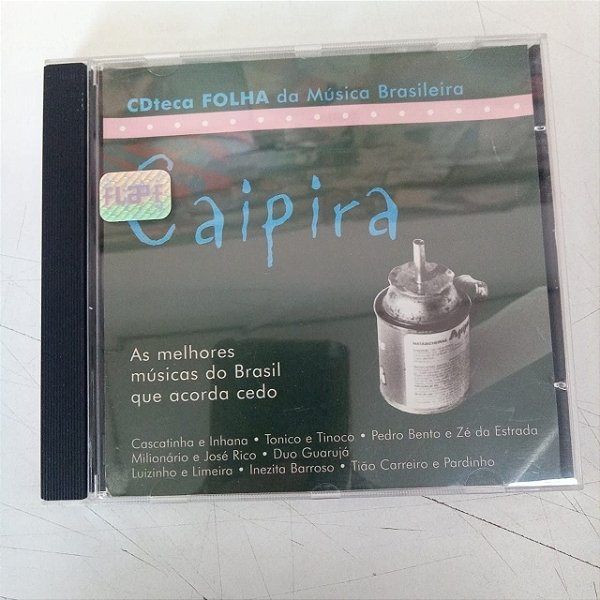 CDteca FOLHA da Música Brasileira
Caipira
As melhores
músicas do Brasil
que acorda cedo
Cascatinha e Inhana • Tonico e Tinoco • Pedro Bento e Zé da Estrada
Milionário e José Rico • Duo Guarujá
Luizinho e Limeira • Inezita Barroso • Tião Carreiro e Pardinho